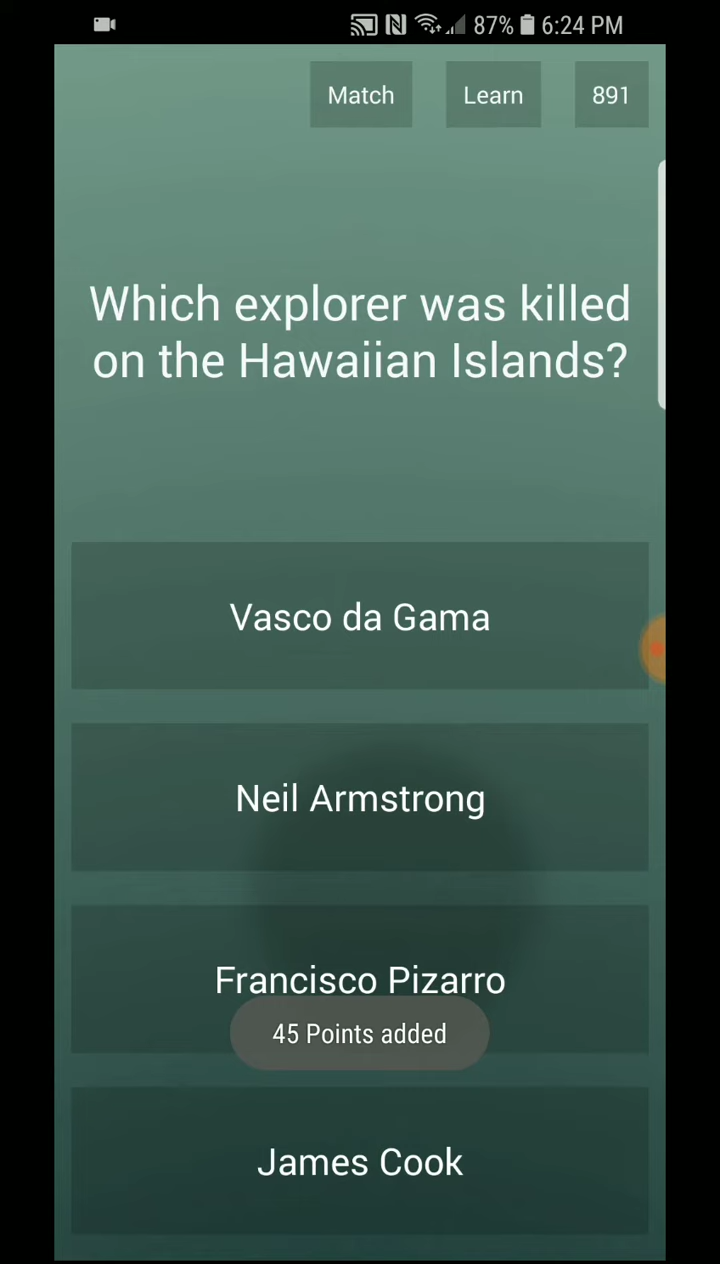 87% 6:24 PM
Match Learn 891
Which explorer was killed
on the Hawaiian Islands?
Vasco da Gama
Neil Armstrong
Francisco Pizarro
45 Points added
James Cook